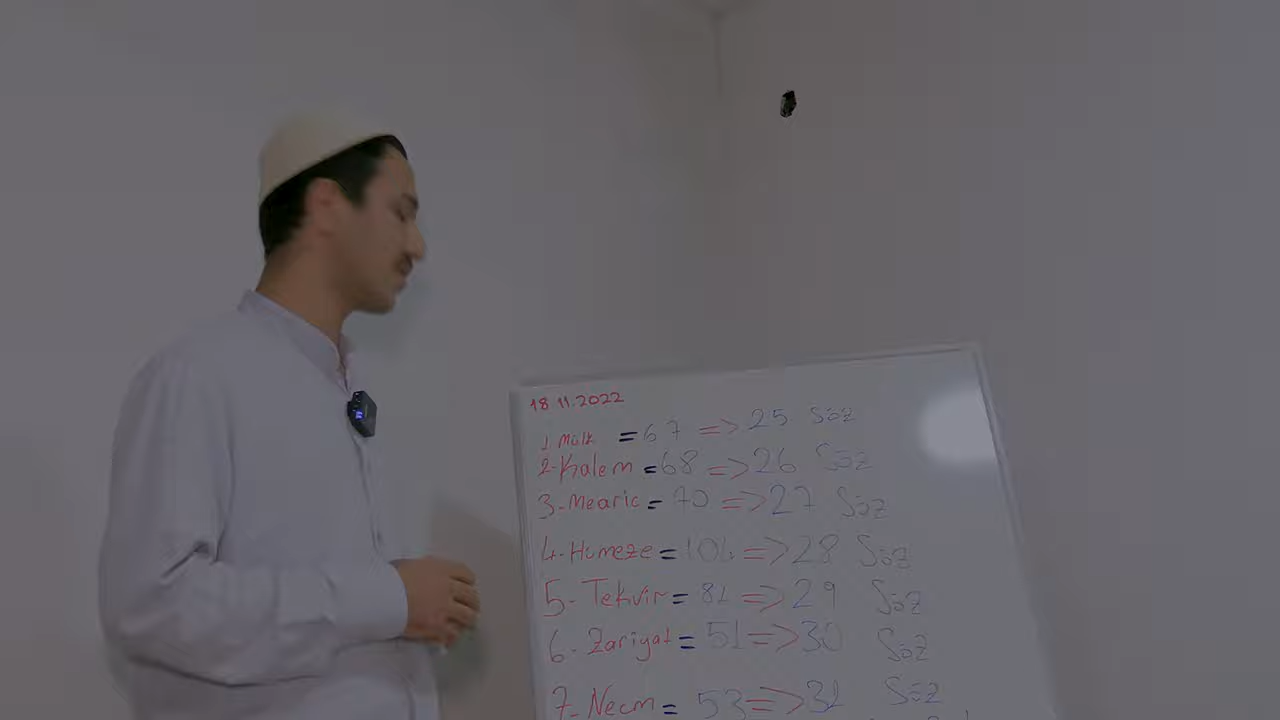 18.11.2022
1 Mülk = 67 => 25 Söz
2-Kalem = 68 => 26 Söz
3-Mearic = 70 => 27 Söz
4-Humeze = 104 => 28 Söz
5- Tekvir = 81 => 29 Söz
6- Zariyat = 51 => 30 Söz
7- Necm = 53 => 31 Söz